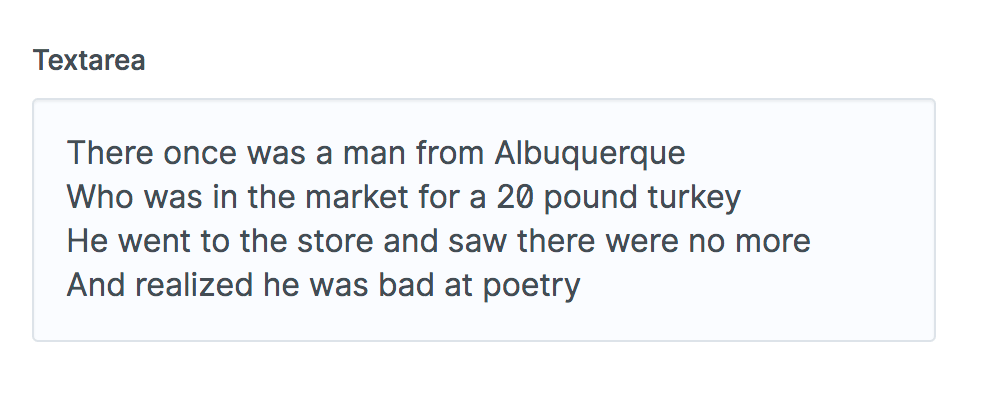 Textarea
There once was a man from Albuquerque
Who was in the market for a 20 pound turkey
He went to the store and saw there were no more
And realized he was bad at poetry